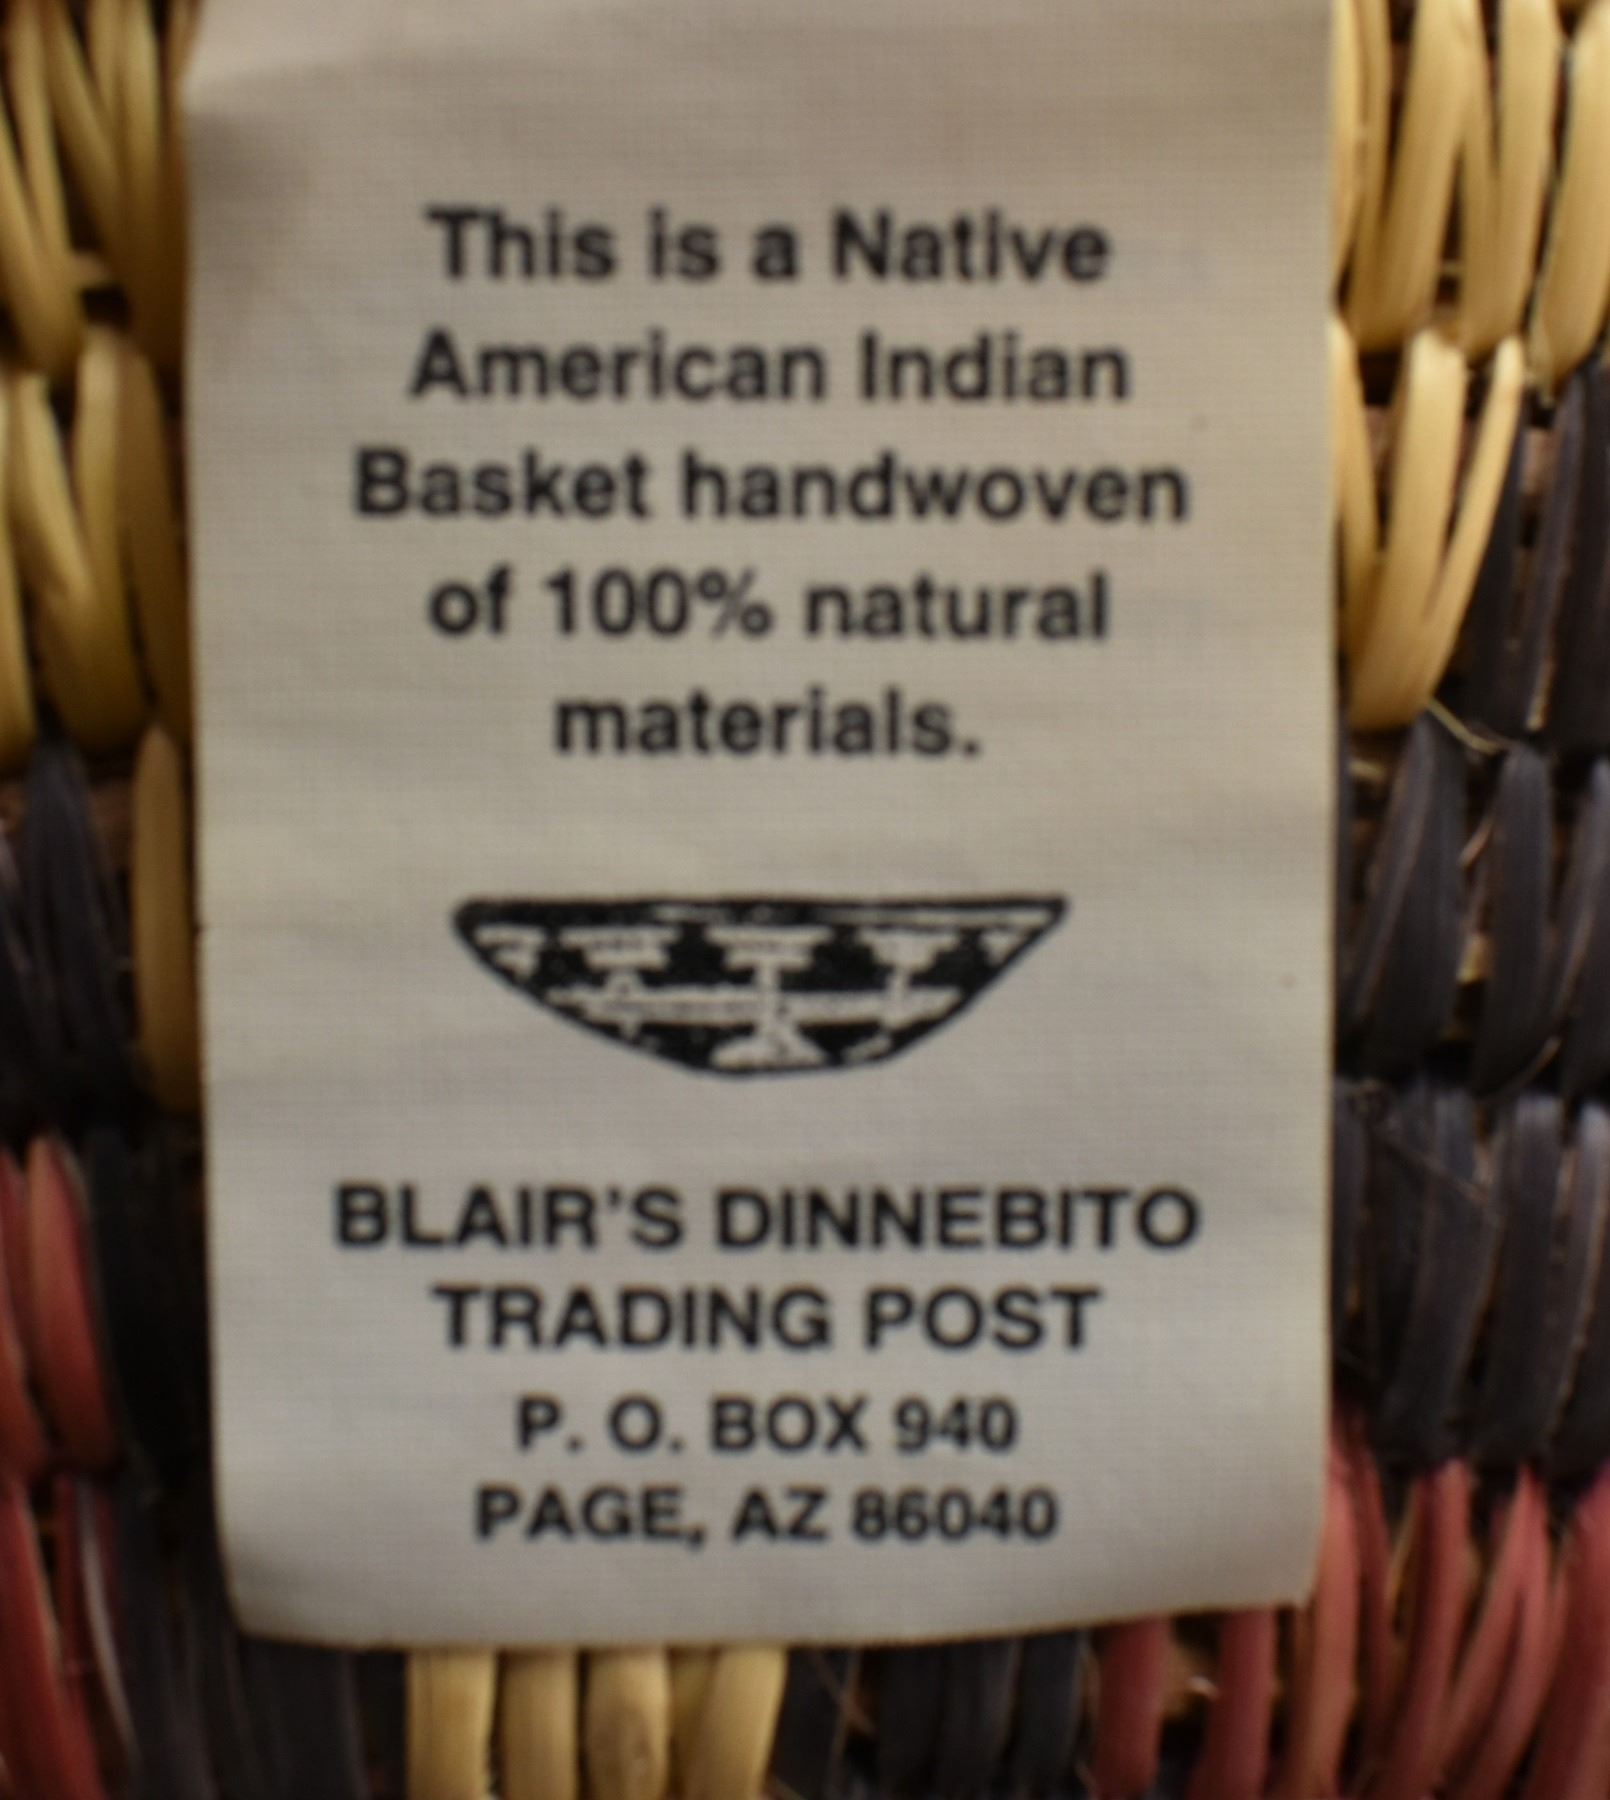 This is a Native
American Indian
Basket handwoven
of 100% natural
materials.
BLAIR'S DINNEBITO
TRADING POST
P. O. BOX 940
PAGE, AZ 86040